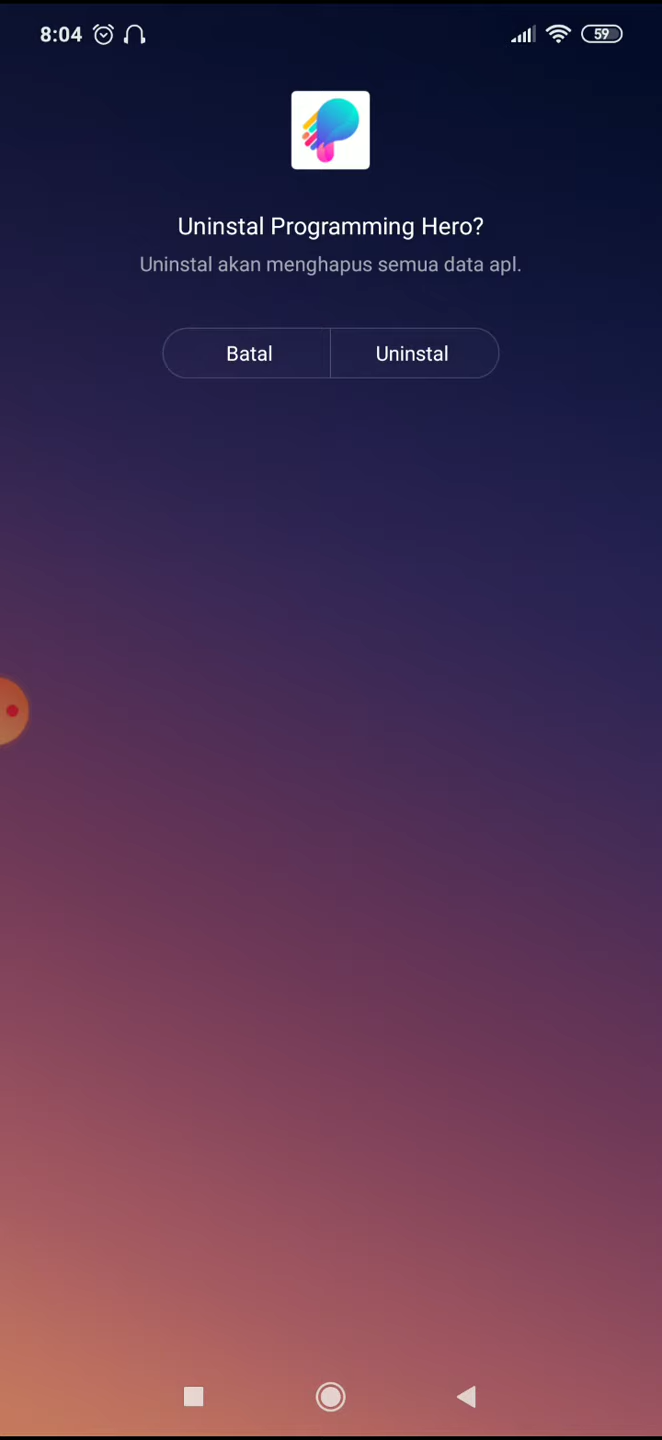 8:04
59
Uninstal Programming Hero?
Uninstal akan menghapus semua data apl.
Batal
Uninstal